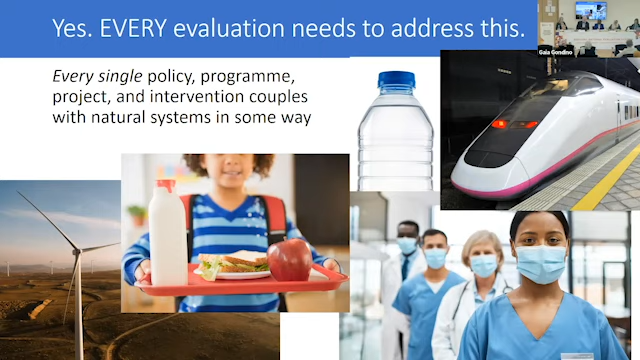 Yes. EVERY evaluation needs to address this.
Every single policy, programme,
project, and intervention couples
with natural systems in some way
Gaia Gondino